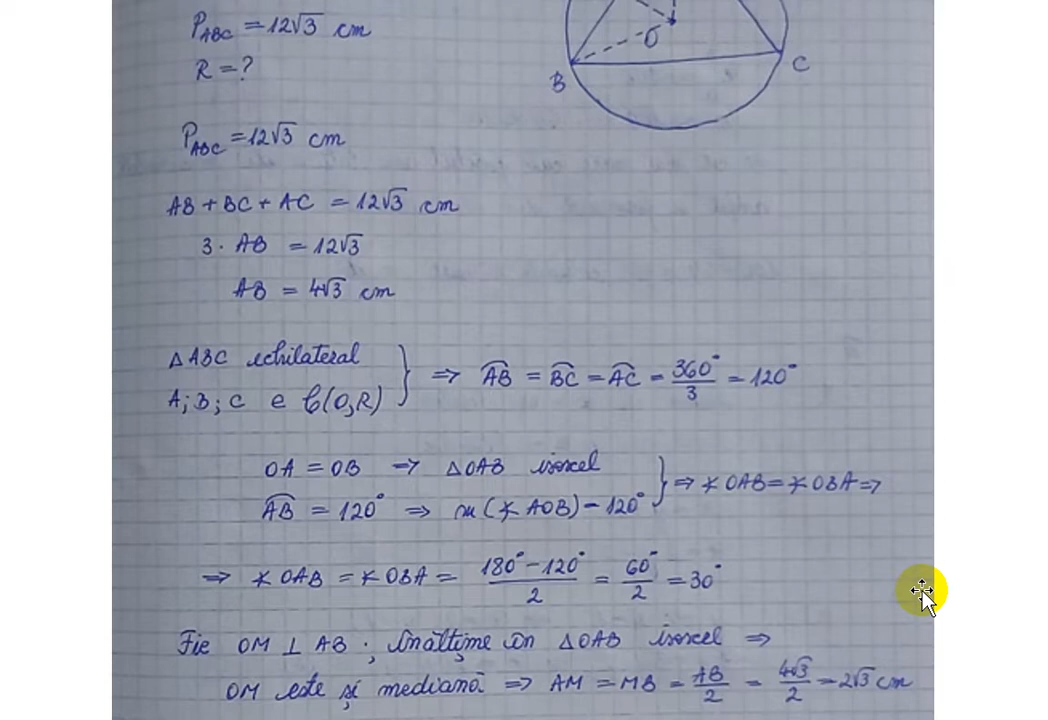 P_ABC = 12√3 cm
R = ?
O
B
C
P_ABC = 12√3 cm
AB + BC + AC = 12√3 cm
3 · AB = 12√3
AB = 4√3 cm
△ABC echilateral
A; B; C ∈ 𝒞(O,R) } ⇒ AB⌢ = BC⌢ = AC⌢ = 360°/3 = 120°
OA = OB ⇒ △OAB isoscel
AB⌢ = 120° ⇒ m(∢AOB) = 120° } ⇒ ∢OAB = ∢OBA ⇒
⇒ ∢OAB = ∢OBA = (180° - 120°)/2 = 60°/2 = 30°
Fie OM ⊥ AB ; înălțime în △OAB isoscel ⇒
OM este și mediană ⇒ AM = MB = AB/2 = 4√3/2 = 2√3 cm